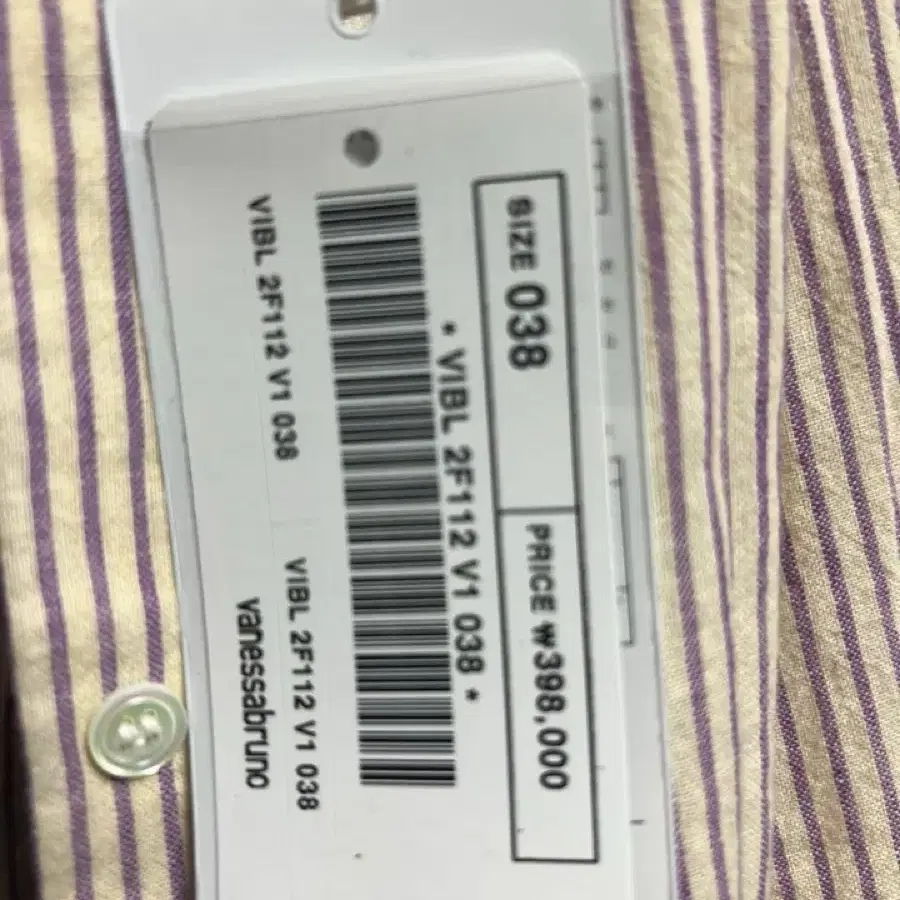 SIZE 038
PRICE ₩398,000
* VIBL 2F112 V1 038 *
VIBL 2F112 V1 038
VIBL 2F112 V1 038
vanessabruno